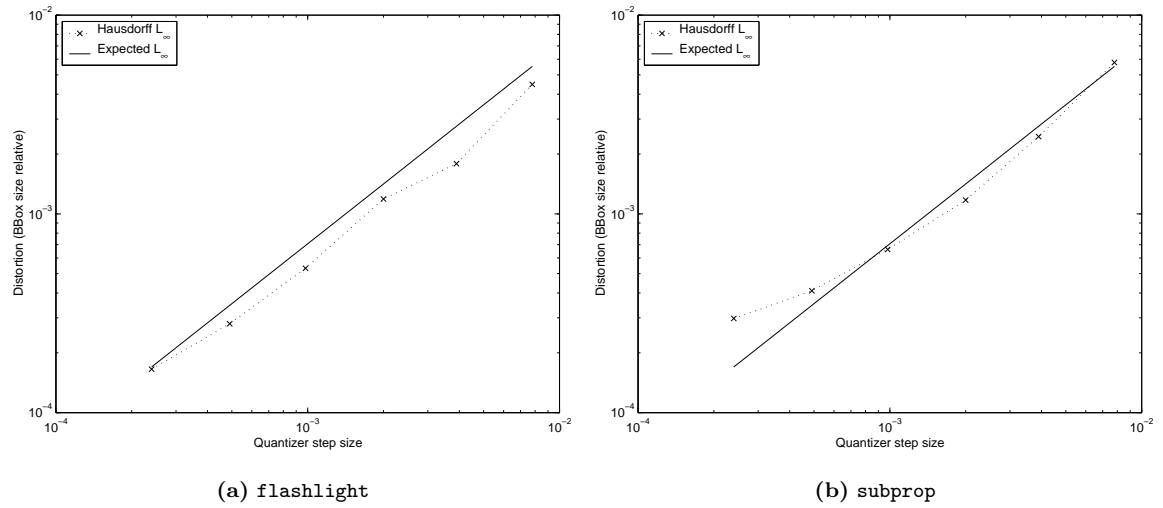 10⁻²
Hausdorff L∞
Expected L∞
Distortion (BBox size relative)
10⁻³
10⁻⁴
10⁻⁴
10⁻³
10⁻²
Quantizer step size
(a) flashlight
10⁻²
Hausdorff L∞
Expected L∞
Distortion (BBox size relative)
10⁻³
10⁻⁴
10⁻⁴
10⁻³
10⁻²
Quantizer step size
(b) subprop